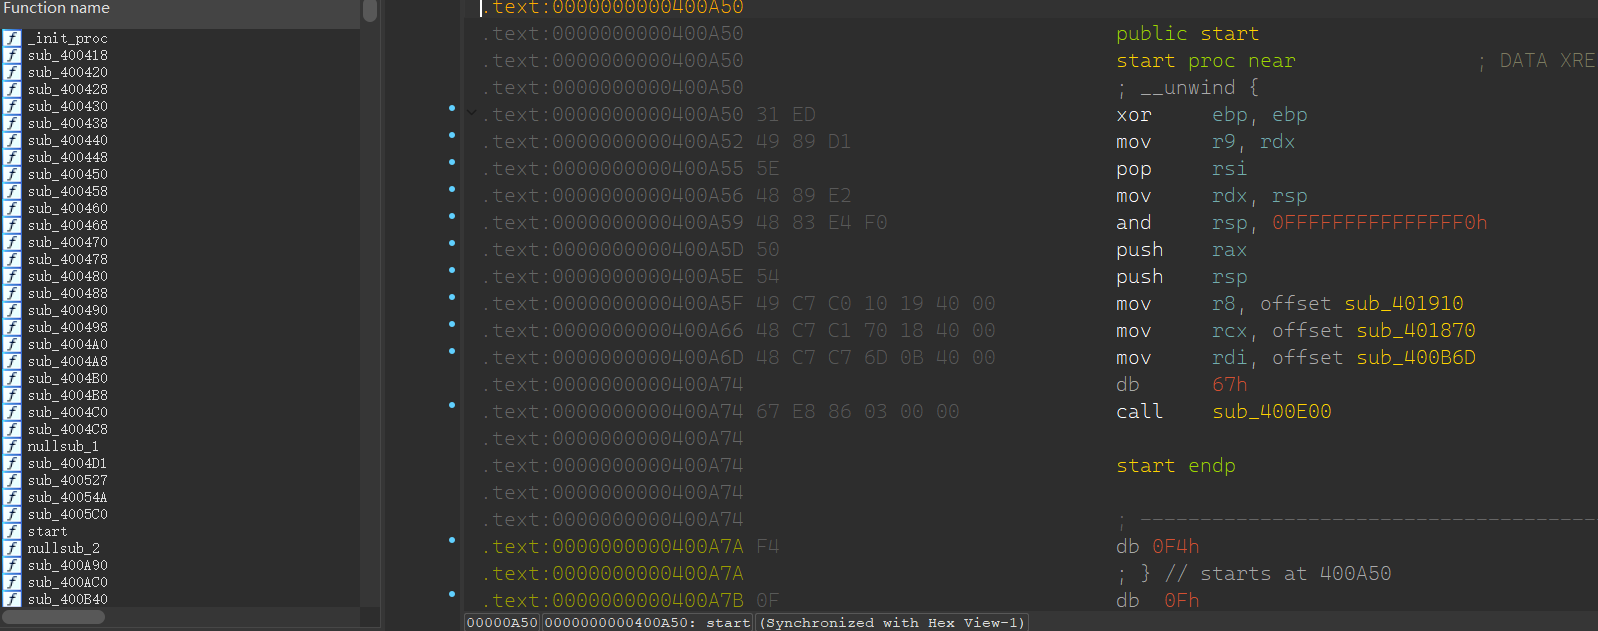 Function name
f _init_proc
f sub_400418
f sub_400420
f sub_400428
f sub_400430
f sub_400438
f sub_400440
f sub_400448
f sub_400450
f sub_400458
f sub_400460
f sub_400468
f sub_400470
f sub_400478
f sub_400480
f sub_400488
f sub_400490
f sub_400498
f sub_4004A0
f sub_4004A8
f sub_4004B0
f sub_4004B8
f sub_4004C0
f sub_4004C8
f nullsub_1
f sub_4004D1
f sub_400527
f sub_40054A
f sub_4005C0
f start
f nullsub_2
f sub_400A90
f sub_400AC0
f sub_400B40
.text:0000000000400A50
.text:0000000000400A50 public start
.text:0000000000400A50 start proc near ; DATA XRE
.text:0000000000400A50 ; __unwind {
.text:0000000000400A50 31 ED xor ebp, ebp
.text:0000000000400A52 49 89 D1 mov r9, rdx
.text:0000000000400A55 5E pop rsi
.text:0000000000400A56 48 89 E2 mov rdx, rsp
.text:0000000000400A59 48 83 E4 F0 and rsp, 0FFFFFFFFFFFFFFF0h
.text:0000000000400A5D 50 push rax
.text:0000000000400A5E 54 push rsp
.text:0000000000400A5F 49 C7 C0 10 19 40 00 mov r8, offset sub_401910
.text:0000000000400A66 48 C7 C1 70 18 40 00 mov rcx, offset sub_401870
.text:0000000000400A6D 48 C7 C7 6D 0B 40 00 mov rdi, offset sub_400B6D
.text:0000000000400A74 db 67h
.text:0000000000400A74 67 E8 86 03 00 00 call sub_400E00
.text:0000000000400A74
.text:0000000000400A74 start endp
.text:0000000000400A74
.text:0000000000400A74 ; ---------------------------------------
.text:0000000000400A7A F4 db 0F4h
.text:0000000000400A7A ; } // starts at 400A50
.text:0000000000400A7B 0F db 0Fh
00000A50 0000000000400A50: start (Synchronized with Hex View-1)